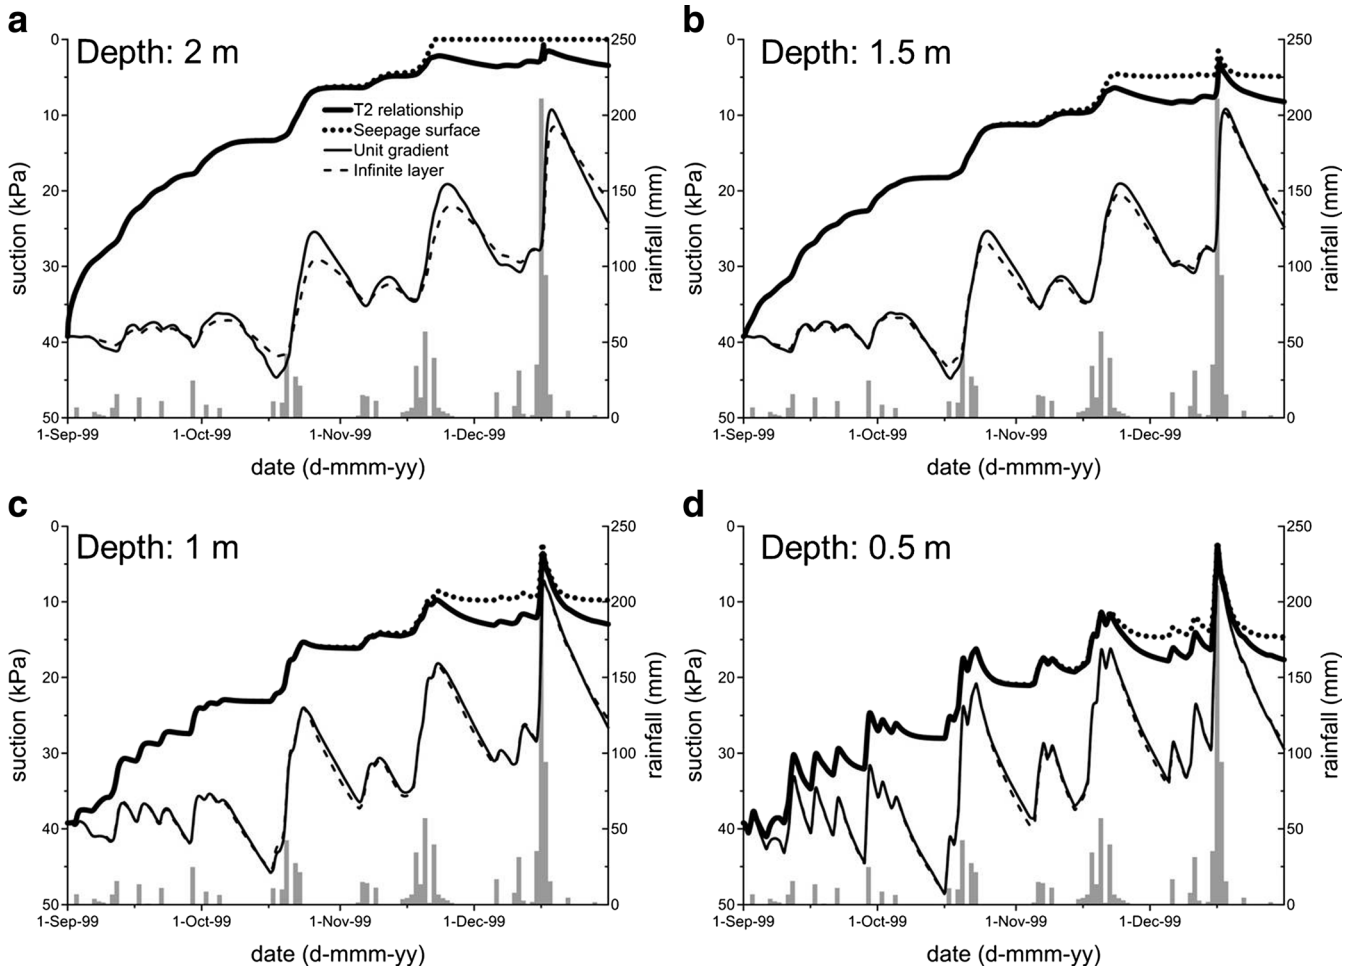 a
Depth: 2 m
0
10
20
30
40
50
suction (kPa)
250
200
150
100
50
0
rainfall (mm)
T2 relationship
Seepage surface
Unit gradient
Infinite layer
1-Sep-99
1-Oct-99
1-Nov-99
1-Dec-99
date (d-mmm-yy)
b
Depth: 1.5 m
0
10
20
30
40
50
suction (kPa)
250
200
150
100
50
0
rainfall (mm)
1-Sep-99
1-Oct-99
1-Nov-99
1-Dec-99
date (d-mmm-yy)
c
Depth: 1 m
0
10
20
30
40
50
suction (kPa)
250
200
150
100
50
0
rainfall (mm)
1-Sep-99
1-Oct-99
1-Nov-99
1-Dec-99
date (d-mmm-yy)
d
Depth: 0.5 m
0
10
20
30
40
50
suction (kPa)
250
200
150
100
50
0
rainfall (mm)
1-Sep-99
1-Oct-99
1-Nov-99
1-Dec-99
date (d-mmm-yy)